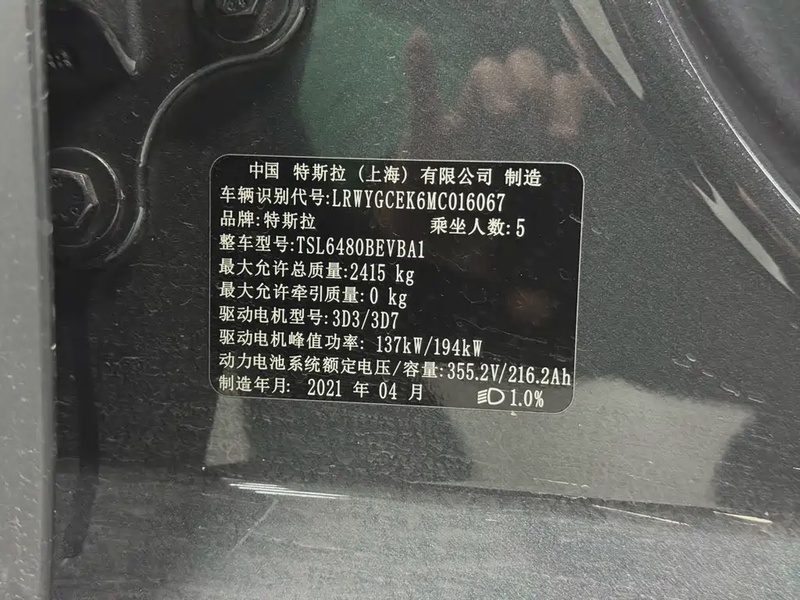 中国 特斯拉（上海）有限公司 制造
车辆识别代号:LRWYGCEK6MC016067
品牌:特斯拉 乘坐人数:5
整车型号:TSL6480BEVBA1
最大允许总质量:2415 kg
最大允许牵引质量:0 kg
驱动电机型号:3D3/3D7
驱动电机峰值功率: 137kW/194kW
动力电池系统额定电压/容量:355.2V/216.2Ah
制造年月: 2021 年 04 月 1.0%